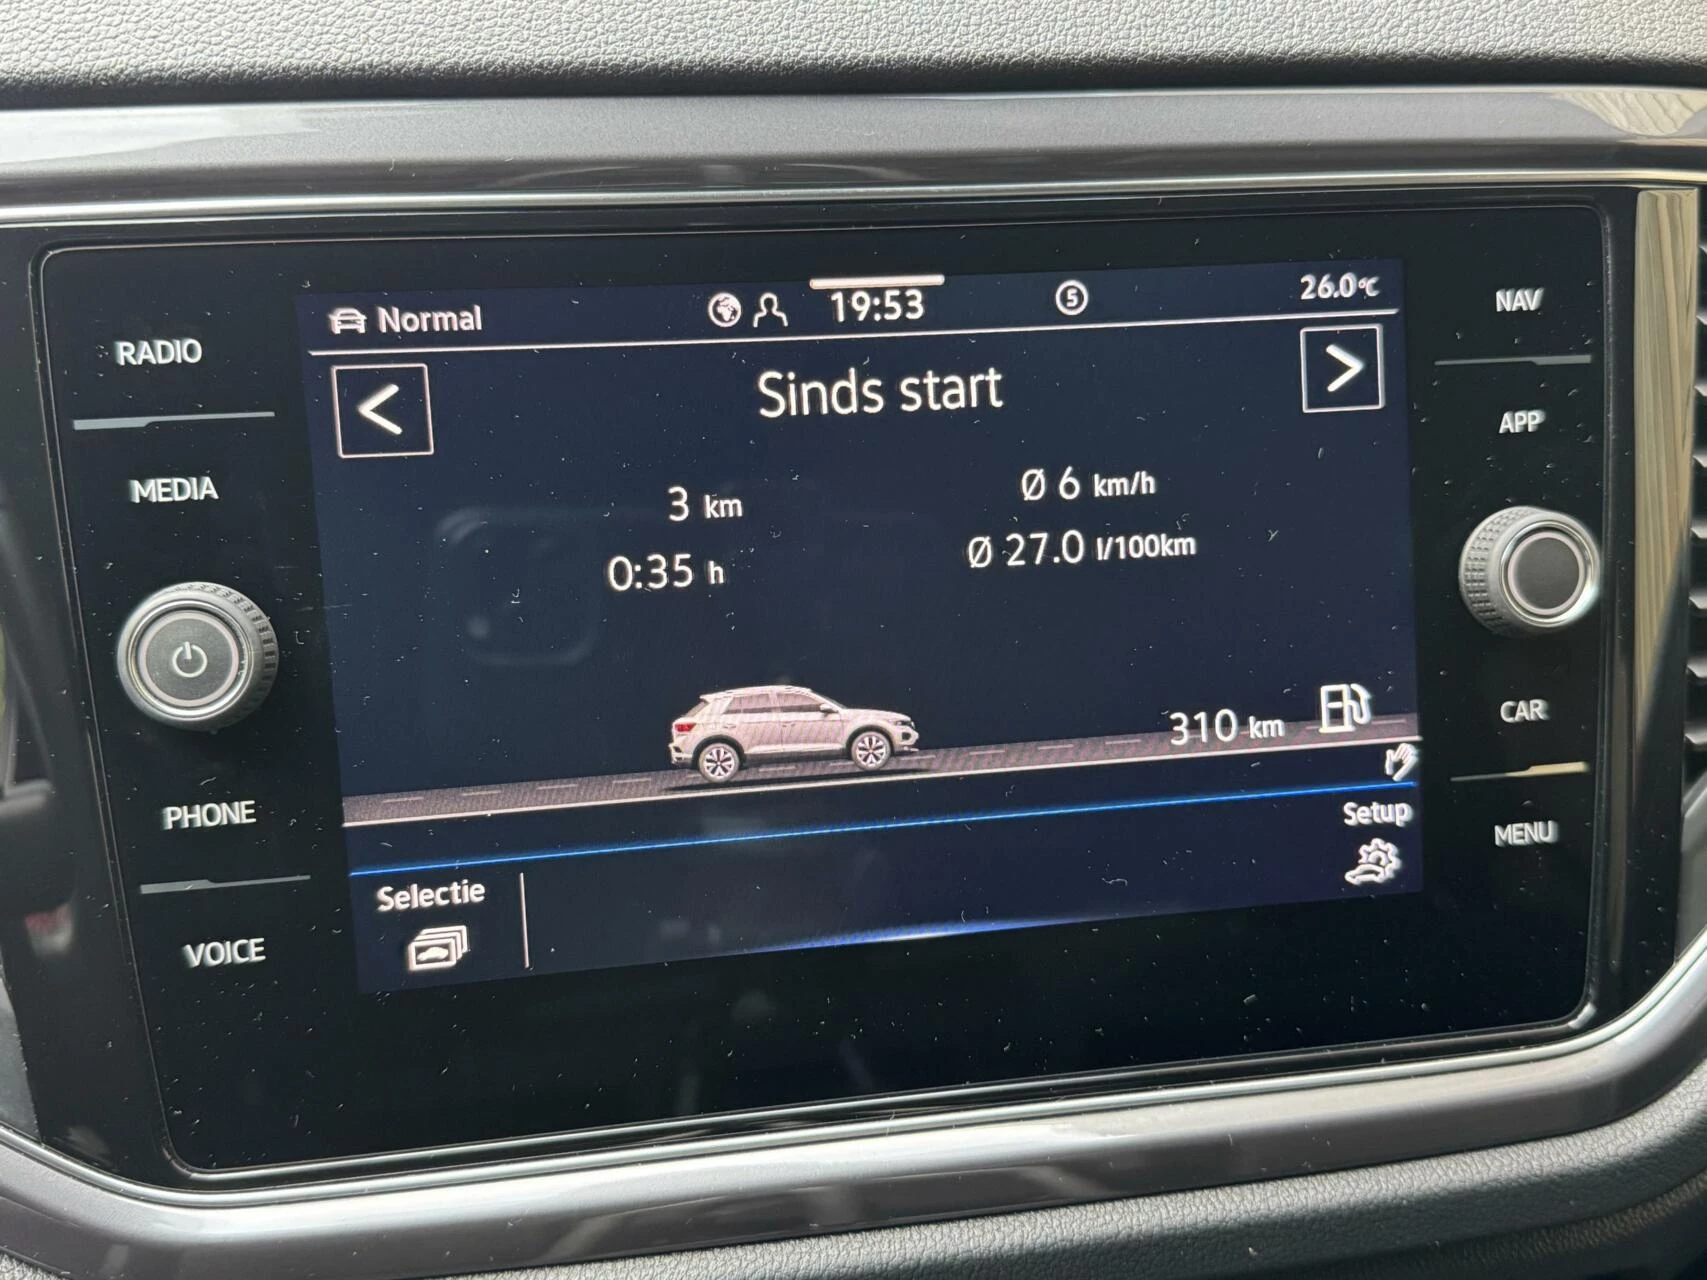 Normal 19:53 5 26.0°C
RADIO
NAV
< Sinds start >
APP
MEDIA
3 km Ø 6 km/h
0:35 h Ø 27.0 l/100km
310 km
CAR
PHONE
Setup
MENU
Selectie
VOICE